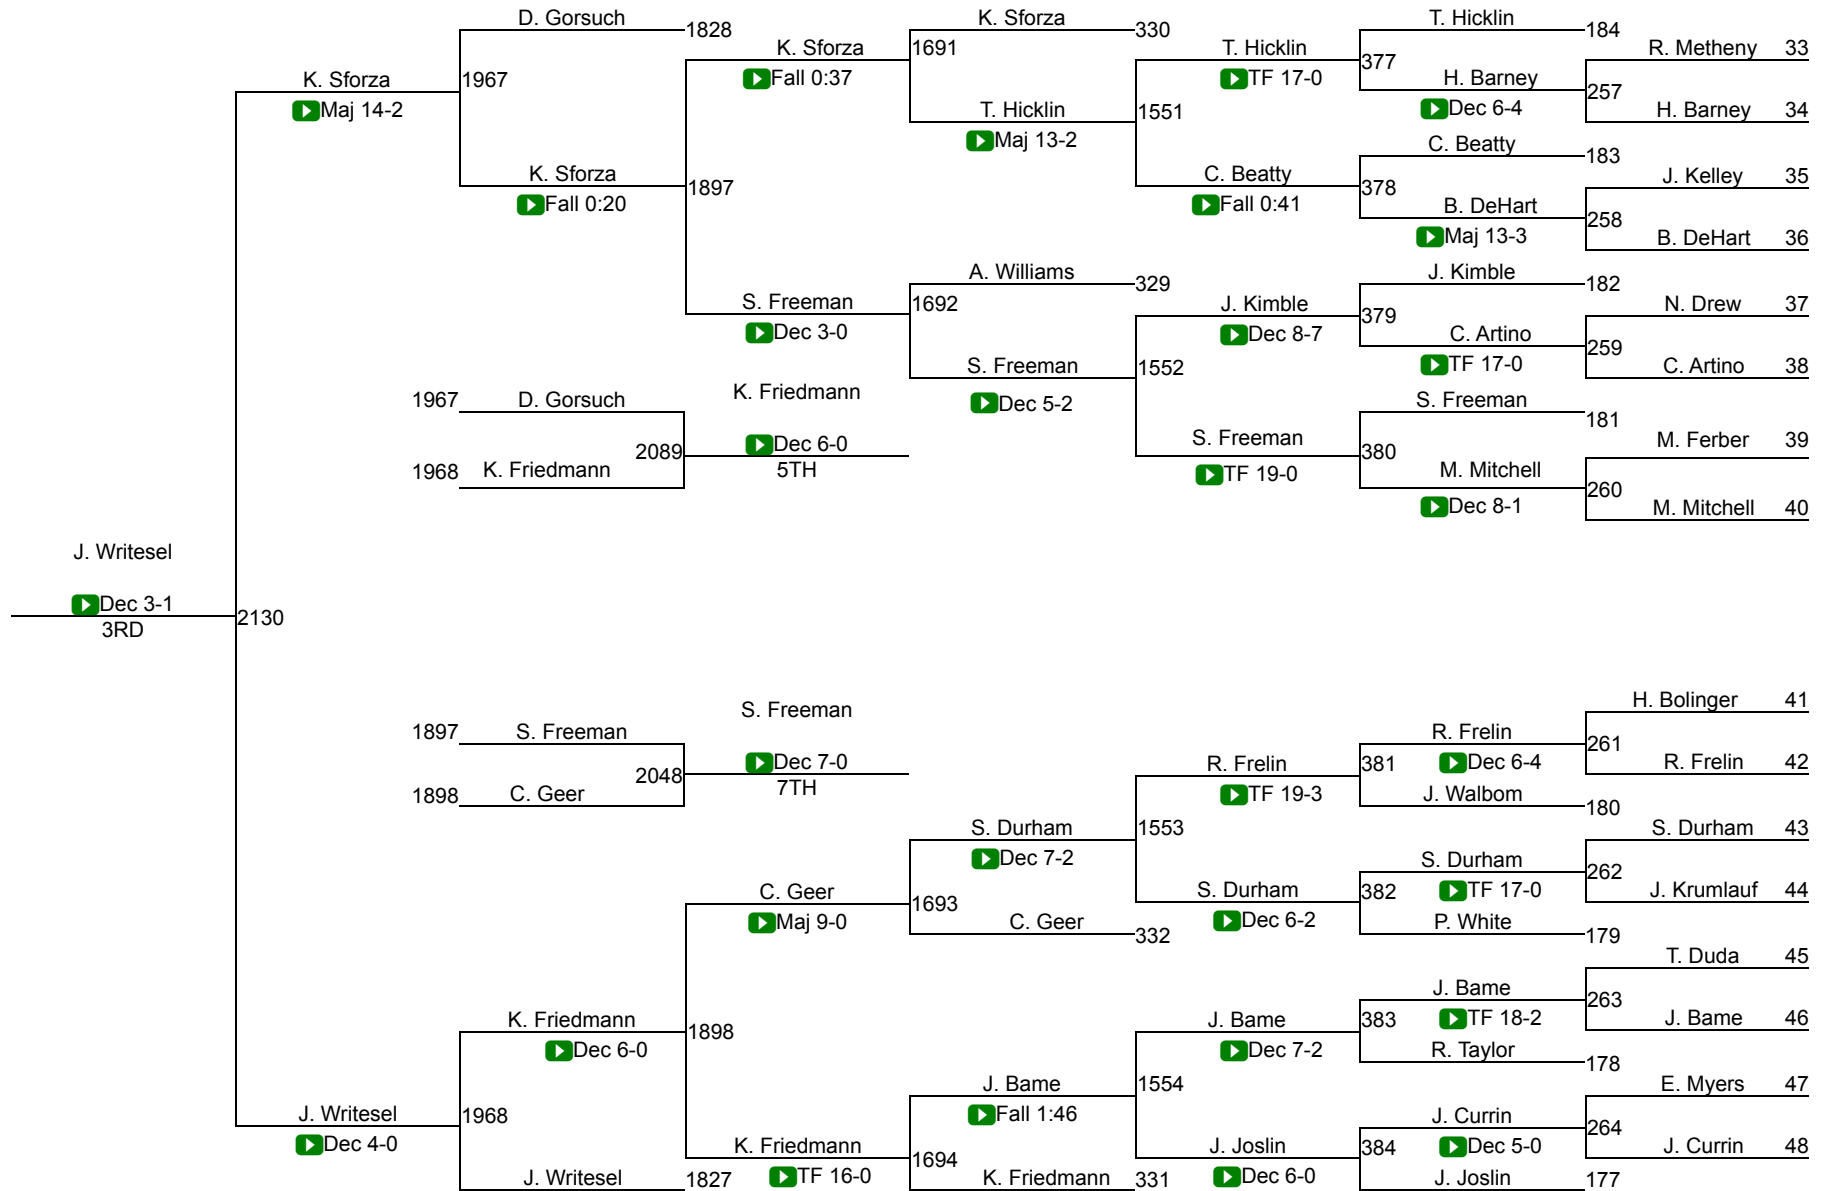 D. Gorsuch
1828
K. Sforza
Maj 14-2
1967
K. Sforza
Fall 0:20
K. Sforza
Fall 0:37
1897
S. Freeman
Dec 3-0
K. Sforza
330
1691
T. Hicklin
Maj 13-2
A. Williams
329
1692
S. Freeman
Dec 5-2
T. Hicklin
TF 17-0
1551
C. Beatty
Fall 0:41
J. Kimble
Dec 8-7
1552
S. Freeman
TF 19-0
T. Hicklin
184
377
H. Barney
Dec 6-4
C. Beatty
183
378
B. DeHart
Maj 13-3
J. Kimble
182
379
C. Artino
TF 17-0
S. Freeman
181
380
M. Mitchell
Dec 8-1
R. Metheny 33
257
H. Barney 34
J. Kelley 35
258
B. DeHart 36
N. Drew 37
259
C. Artino 38
M. Ferber 39
260
M. Mitchell 40
1967 D. Gorsuch
2089
1968 K. Friedmann
K. Friedmann
Dec 6-0
5TH
J. Writesel
Dec 3-1
3RD
2130
1897 S. Freeman
2048
1898 C. Geer
S. Freeman
Dec 7-0
7TH
K. Friedmann
Dec 6-0
J. Writesel
Dec 4-0
1968
J. Writesel
1827
C. Geer
Maj 9-0
1898
K. Friedmann
TF 16-0
S. Durham
Dec 7-2
1693
C. Geer
332
J. Bame
Fall 1:46
1694
K. Friedmann
331
R. Frelin
TF 19-3
1553
S. Durham
Dec 6-2
J. Bame
Dec 7-2
1554
J. Joslin
Dec 6-0
R. Frelin
Dec 6-4
381
J. Walbom
180
S. Durham
TF 17-0
382
P. White
179
J. Bame
TF 18-2
383
R. Taylor
178
J. Currin
Dec 5-0
384
J. Joslin
177
H. Bolinger 41
261
R. Frelin 42
S. Durham 43
262
J. Krumlauf 44
T. Duda 45
263
J. Bame 46
E. Myers 47
264
J. Currin 48